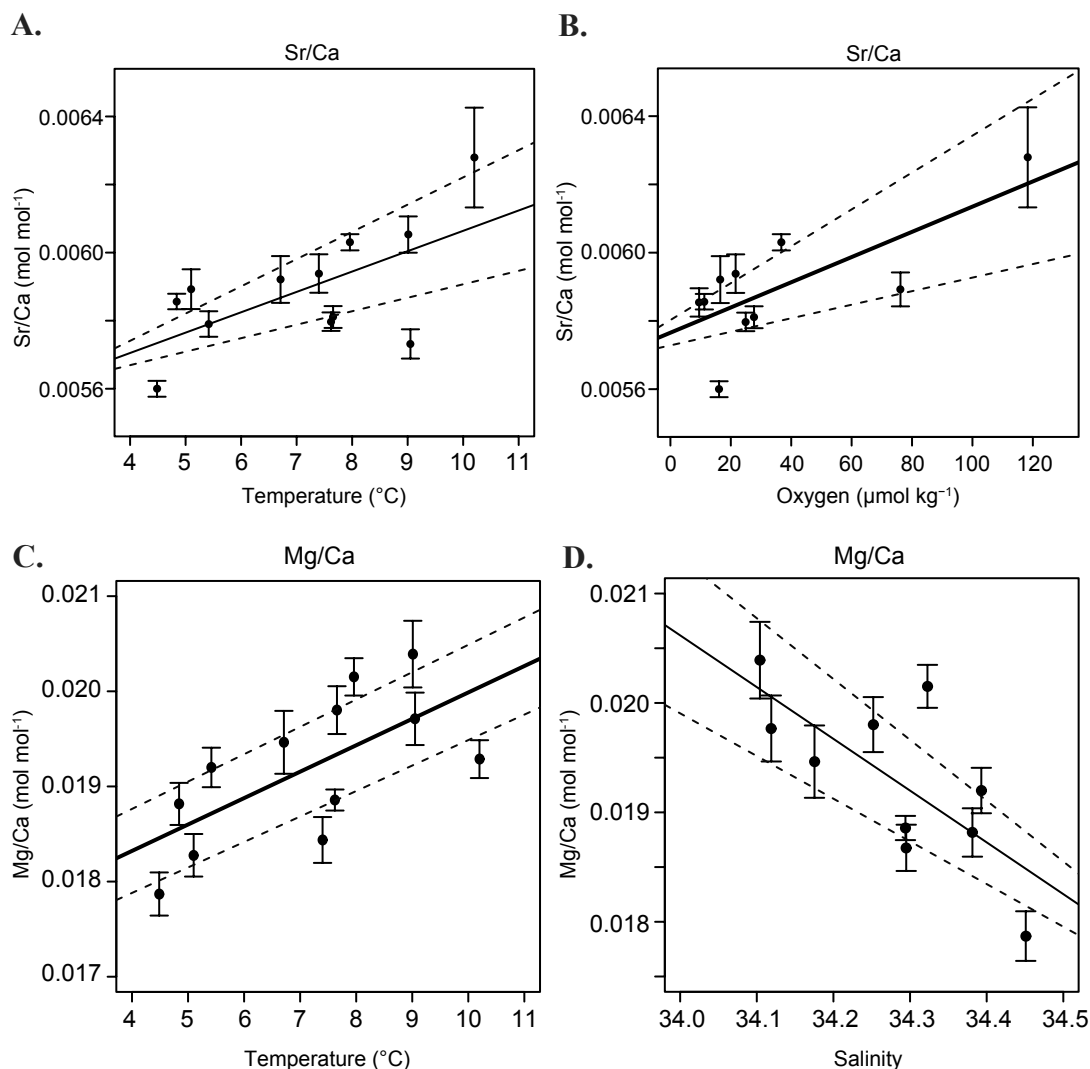 A.
Sr/Ca
Sr/Ca (mol mol⁻¹)
0.0064
0.0060
0.0056
4 5 6 7 8 9 10 11
Temperature (°C)
B.
Sr/Ca
Sr/Ca (mol mol⁻¹)
0.0064
0.0060
0.0056
0 20 40 60 80 100 120
Oxygen (µmol kg⁻¹)
C.
Mg/Ca
Mg/Ca (mol mol⁻¹)
0.021
0.020
0.019
0.018
0.017
4 5 6 7 8 9 10 11
Temperature (°C)
D.
Mg/Ca
Mg/Ca (mol mol⁻¹)
0.021
0.020
0.019
0.018
34.0 34.1 34.2 34.3 34.4 34.5
Salinity